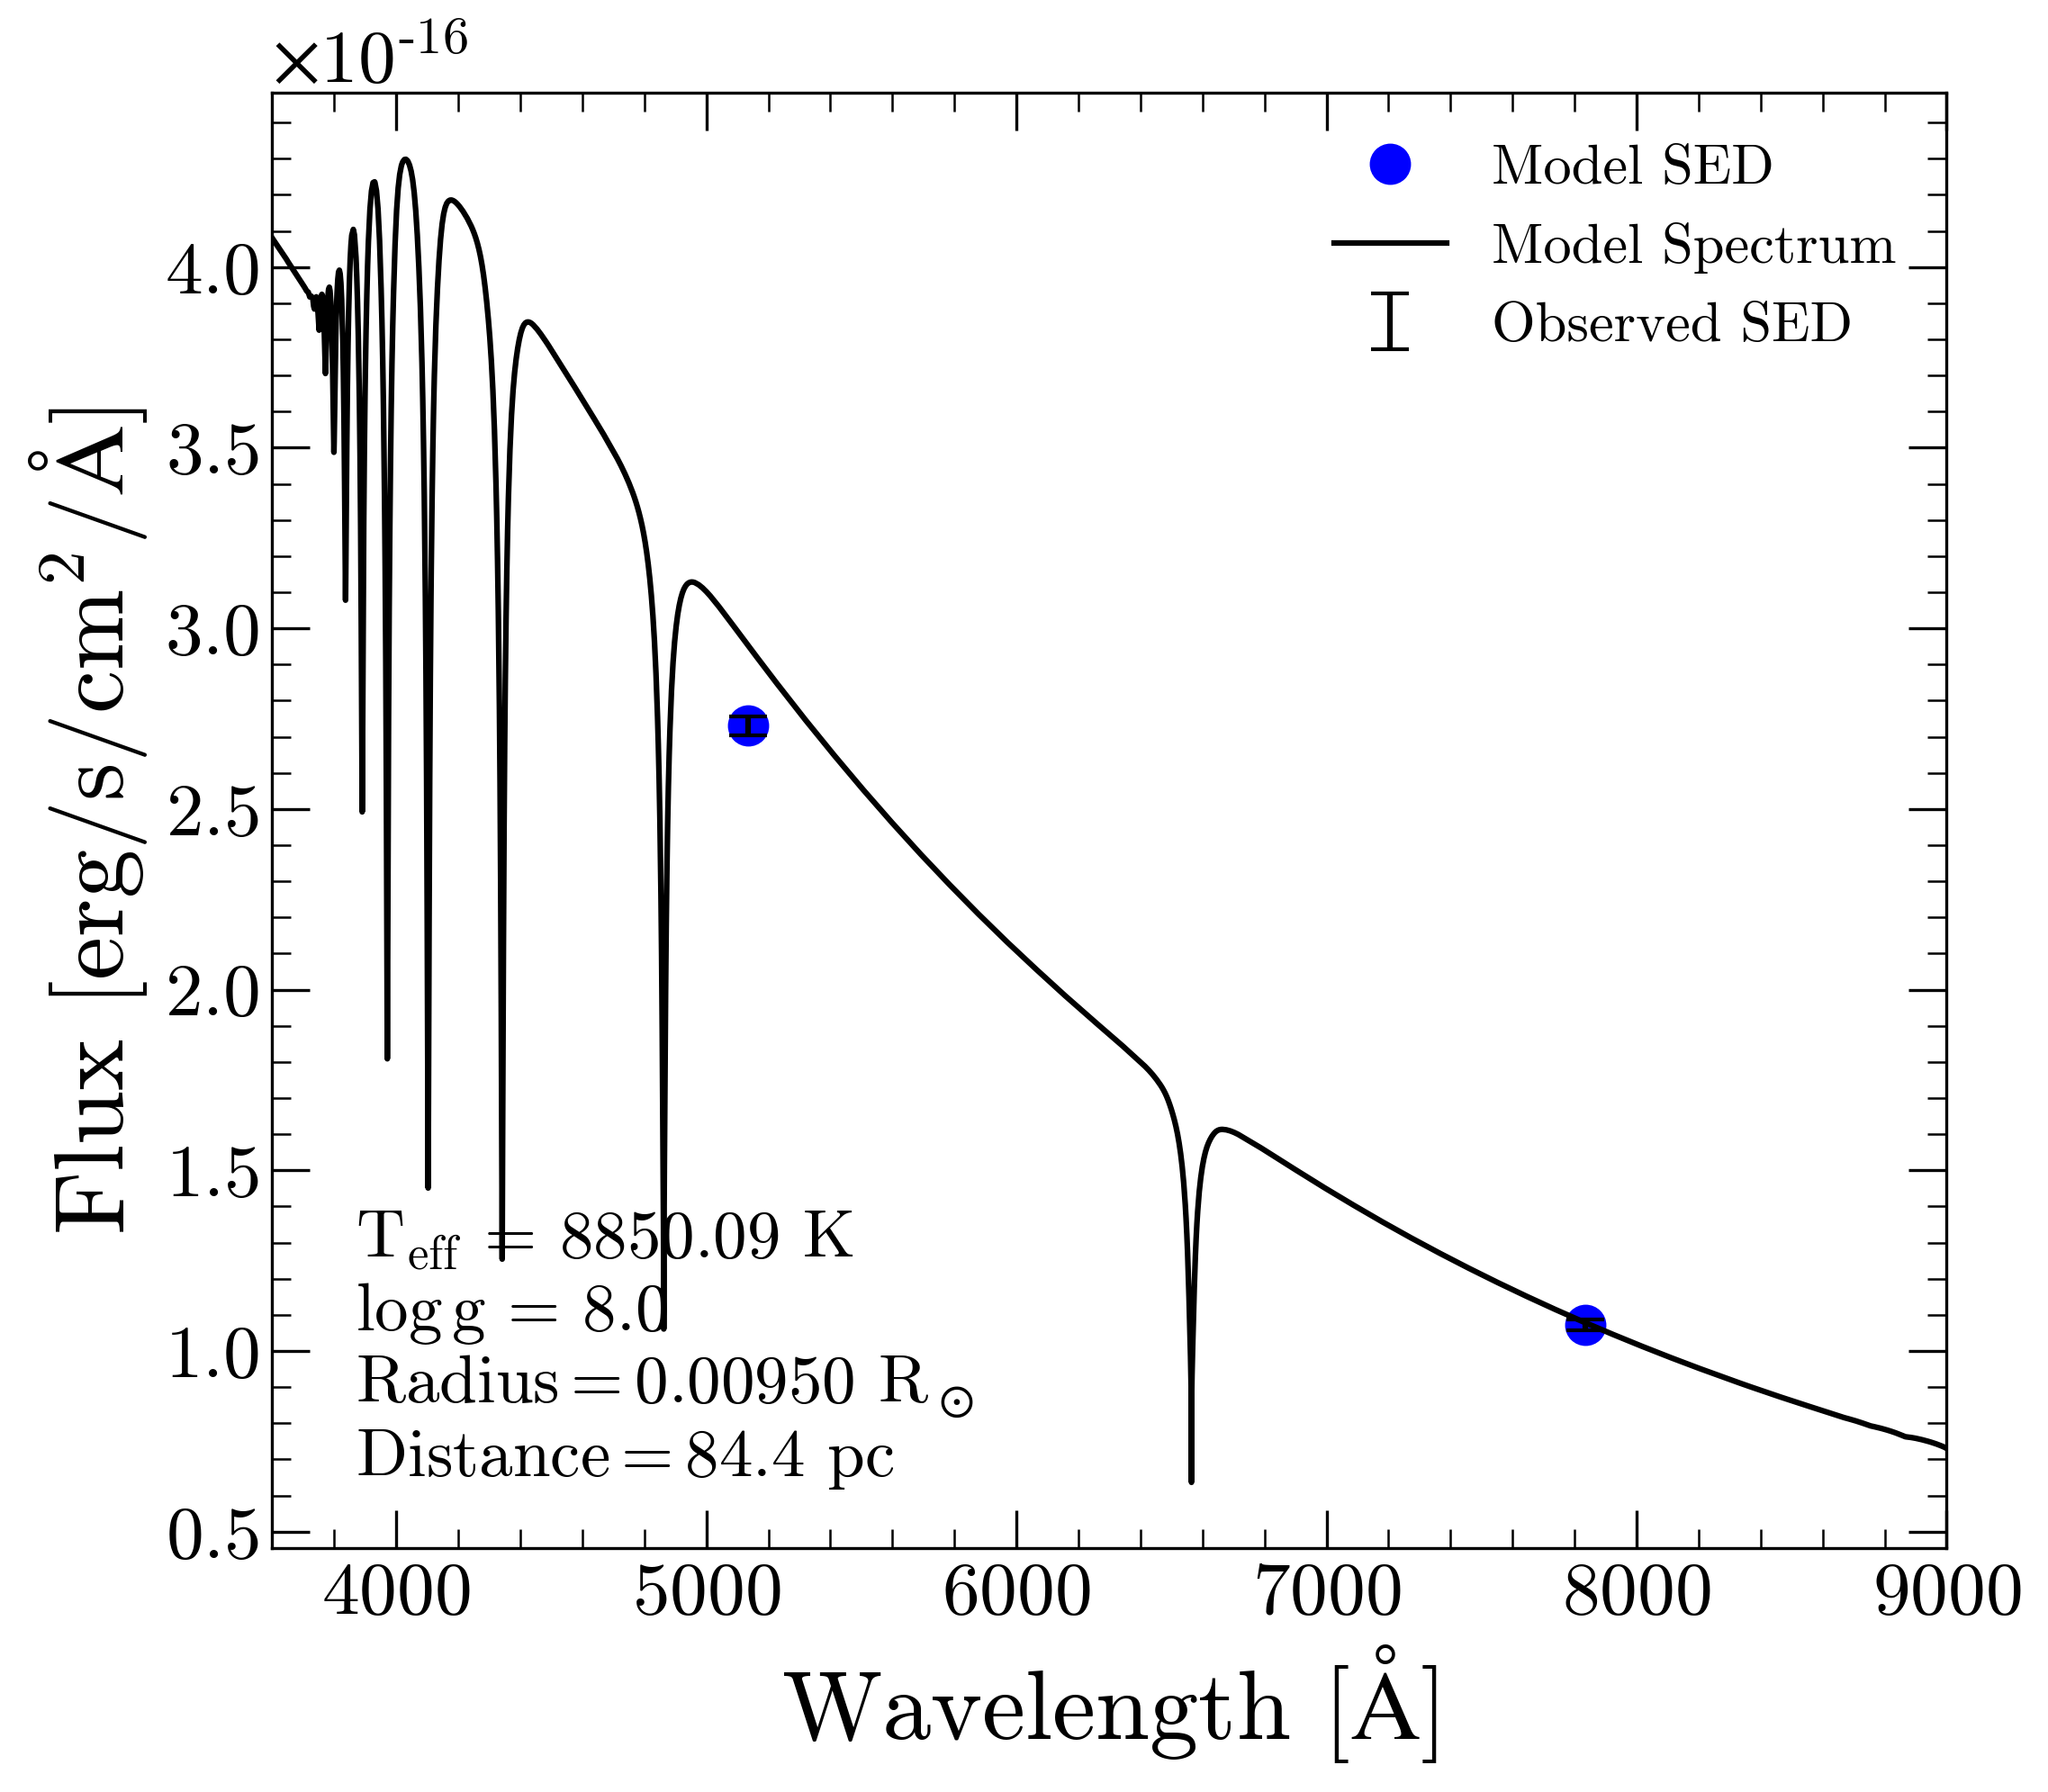 ×10-16
Model SED
Model Spectrum
Observed SED
4.0
3.5
3.0
2.5
2.0
1.5
1.0
0.5
Flux [erg/s/cm2/Å]
Teff = 8850.09 K
log g = 8.0
Radius = 0.00950 R⊙
Distance = 84.4 pc
4000 5000 6000 7000 8000 9000
Wavelength [Å]